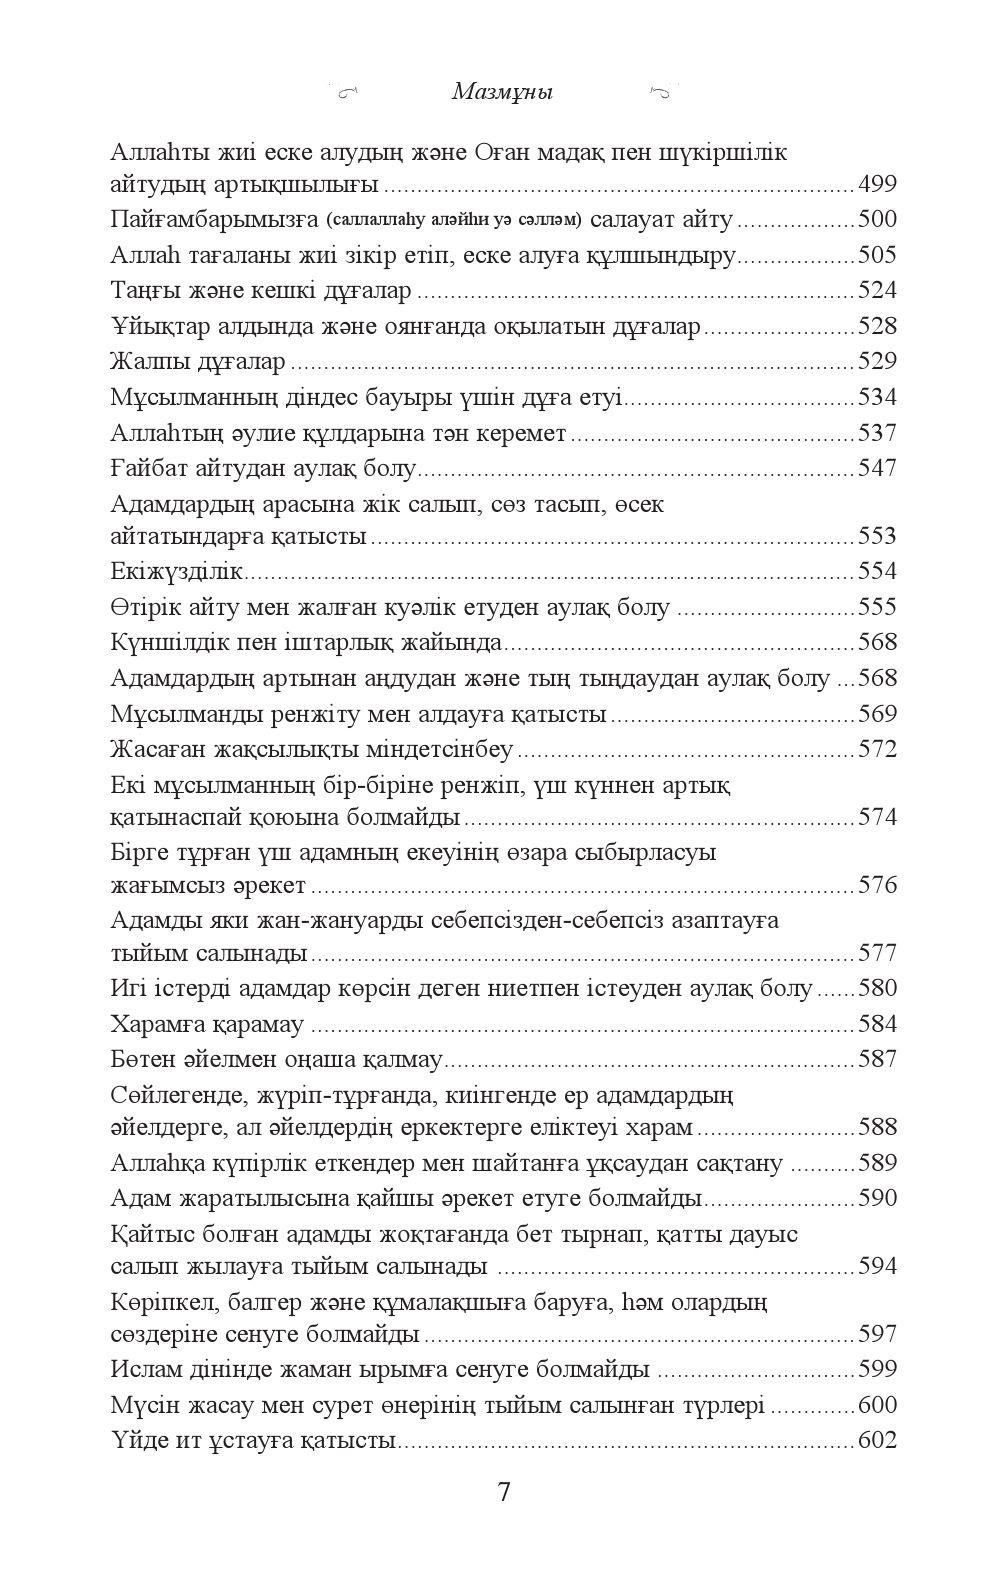 Мазмұны
Аллаһты жиі еске алудың және Оған мадақ пен шүкіршілік
айтудың артықшылығы ........ 499
Пайғамбарымызға (саллаллаһу аләйһи уә сәлләм) салауат айту ........ 500
Аллаһ тағаланы жиі зікір етіп, еске алуға құлшындыру ........ 505
Таңғы және кешкі дұғалар ........ 524
Ұйықтар алдында және оянғанда оқылатын дұғалар ........ 528
Жалпы дұғалар ........ 529
Мұсылманның діндес бауыры үшін дұға етуі ........ 534
Аллаһтың әулие құлдарына тән керемет ........ 537
Ғайбат айтудан аулақ болу ........ 547
Адамдардың арасына жік салып, сөз тасып, өсек
айтатындарға қатысты ........ 553
Екіжүзділік ........ 554
Өтірік айту мен жалған куәлік етуден аулақ болу ........ 555
Күншілдік пен іштарлық жайында ........ 568
Адамдардың артынан аңдудан және тың тыңдаудан аулақ болу ... 568
Мұсылманды ренжіту мен алдауға қатысты ........ 569
Жасаған жақсылықты міндетсінбеу ........ 572
Екі мұсылманның бір-біріне ренжіп, үш күннен артық
қатынаспай қоюына болмайды ........ 574
Бірге тұрған үш адамның екеуінің өзара сыбырласуы
жағымсыз әрекет ........ 576
Адамды яки жан-жануарды себепсізден-себепсіз азаптауға
тыйым салынады ........ 577
Игі істерді адамдар көрсін деген ниетпен істеуден аулақ болу ...... 580
Харамға қарамау ........ 584
Бөтен әйелмен оңаша қалмау ........ 587
Сөйлегенде, жүріп-тұрғанда, киінгенде ер адамдардың
әйелдерге, ал әйелдердің еркектерге еліктеуі харам ........ 588
Аллаһқа күпірлік еткендер мен шайтанға ұқсаудан сақтану ........ 589
Адам жаратылысына қайшы әрекет етуге болмайды ........ 590
Қайтыс болған адамды жоқтағанда бет тырнап, қатты дауыс
салып жылауға тыйым салынады ........ 594
Көріпкел, балгер және құмалақшыға баруға, һәм олардың
сөздеріне сенуге болмайды ........ 597
Ислам дінінде жаман ырымға сенуге болмайды ........ 599
Мүсін жасау мен сурет өнерінің тыйым салынған түрлері ........ 600
Үйде ит ұстауға қатысты ........ 602
7